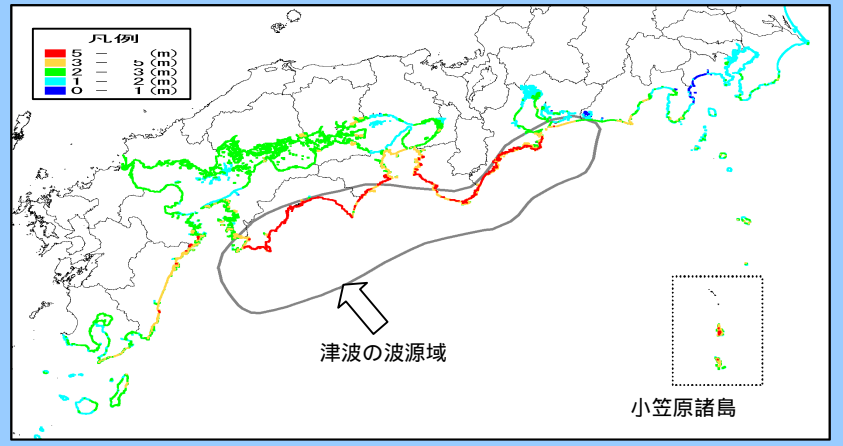 凡例
5 - (m)
3 - 5 (m)
2 - 3 (m)
1 - 2 (m)
0 - 1 (m)
津波の波源域
小笠原諸島